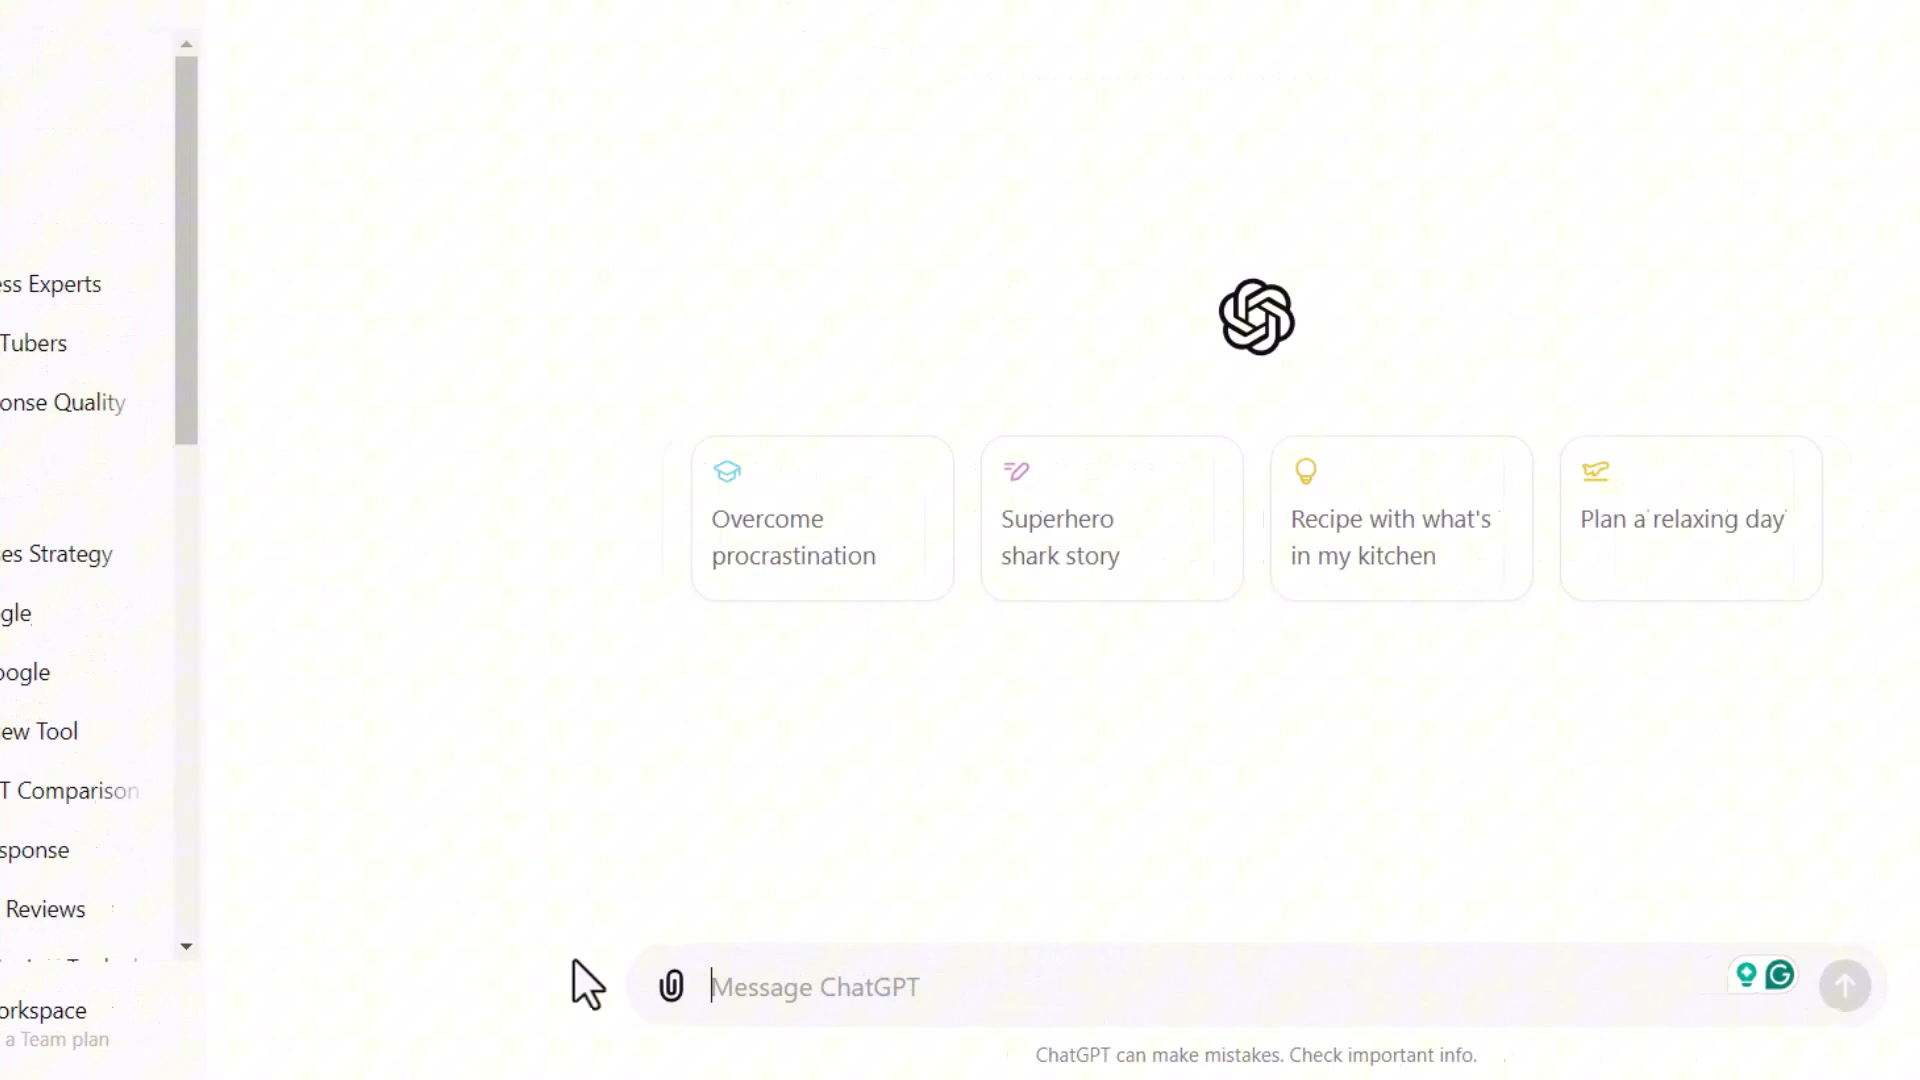 ss Experts
Tubers
onse Quality
es Strategy
gle
oogle
ew Tool
T Comparison
sponse
Reviews
orkspace
a Team plan
Overcome
procrastination
Superhero
shark story
Recipe with what's
in my kitchen
Plan a relaxing day
Message ChatGPT
ChatGPT can make mistakes. Check important info.